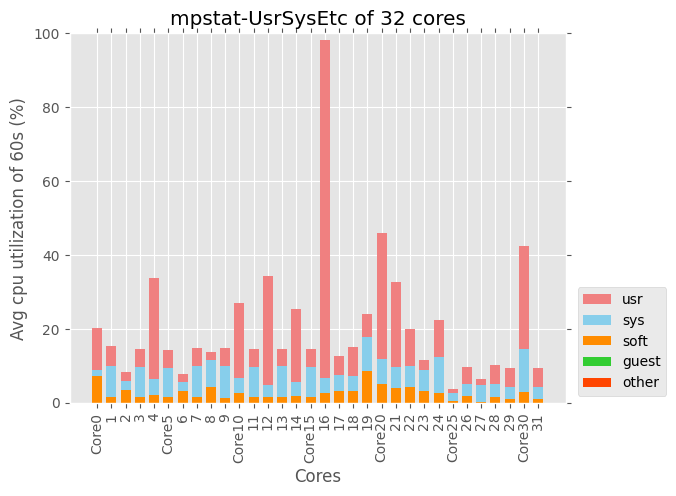 mpstat-UsrSysEtc of 32 cores
Avg cpu utilization of 60s (%)
100
80
60
40
20
0
Core0
1
2
3
4
Core5
6
7
8
9
Core10
11
12
13
14
Core15
16
17
18
19
Core20
21
22
23
24
Core25
26
27
28
29
Core30
31
Cores
usr
sys
soft
guest
other